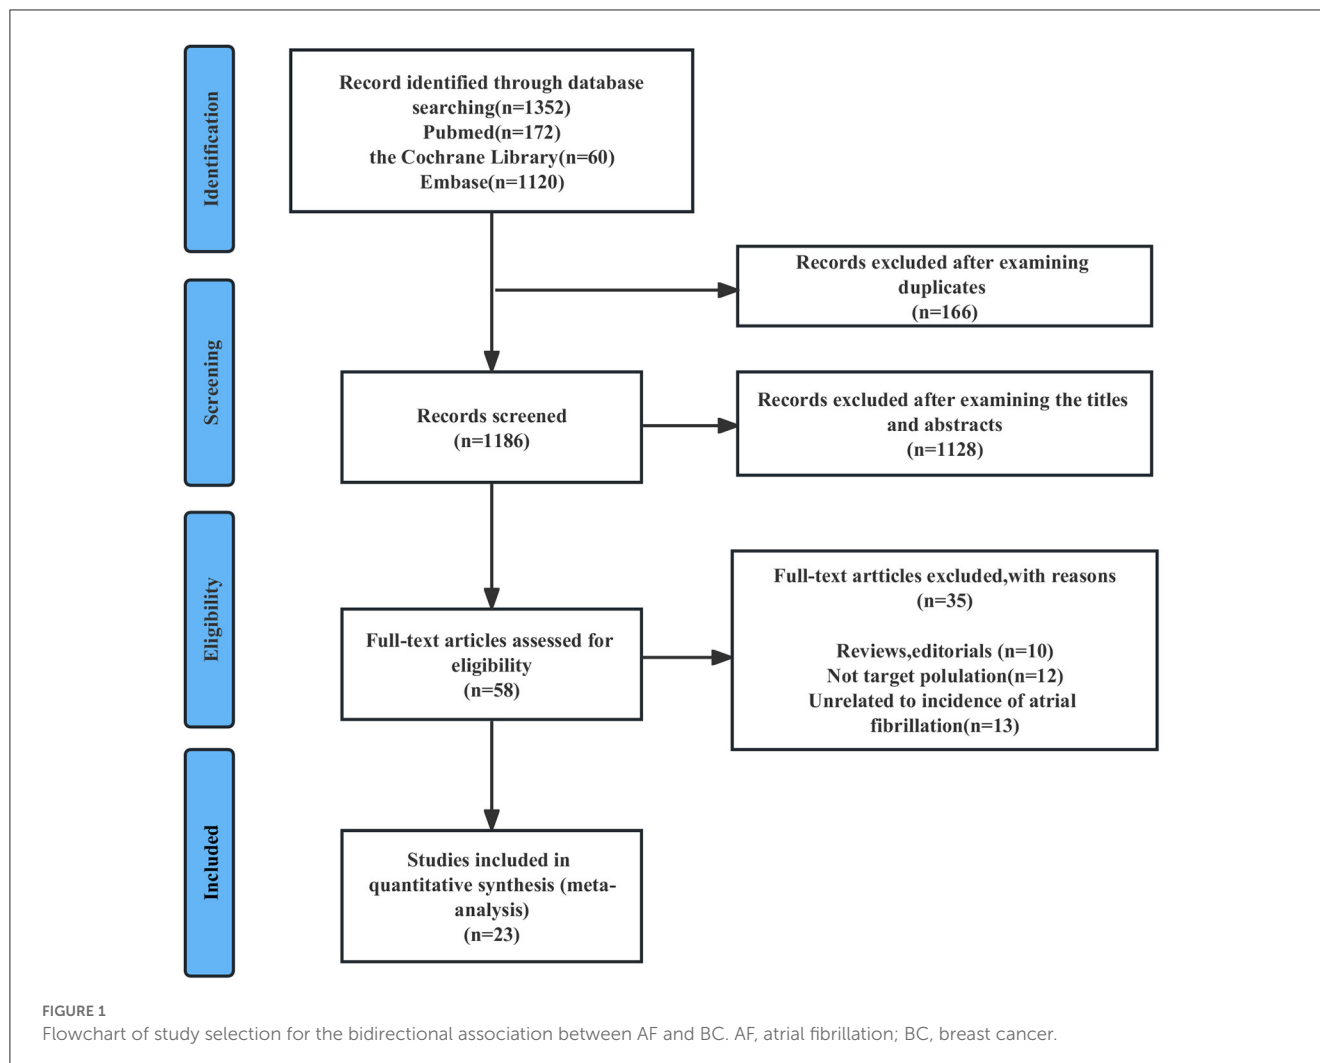 Identification
Record identified through database
searching(n=1352)
Pubmed(n=172)
the Cochrane Library(n=60)
Embase(n=1120)
Records excluded after examining
duplicates
(n=166)
Screening
Records screened
(n=1186)
Records excluded after examining the titles
and abstracts
(n=1128)
Eligibility
Full-text articles assessed for
eligibility
(n=58)
Full-text artticles excluded,with reasons
(n=35)
Reviews,editorials (n=10)
Not target polulation(n=12)
Unrelated to incidence of atrial
fibrillation(n=13)
Included
Studies included in
quantitative synthesis (meta-
analysis)
(n=23)
FIGURE 1
Flowchart of study selection for the bidirectional association between AF and BC. AF, atrial fibrillation; BC, breast cancer.